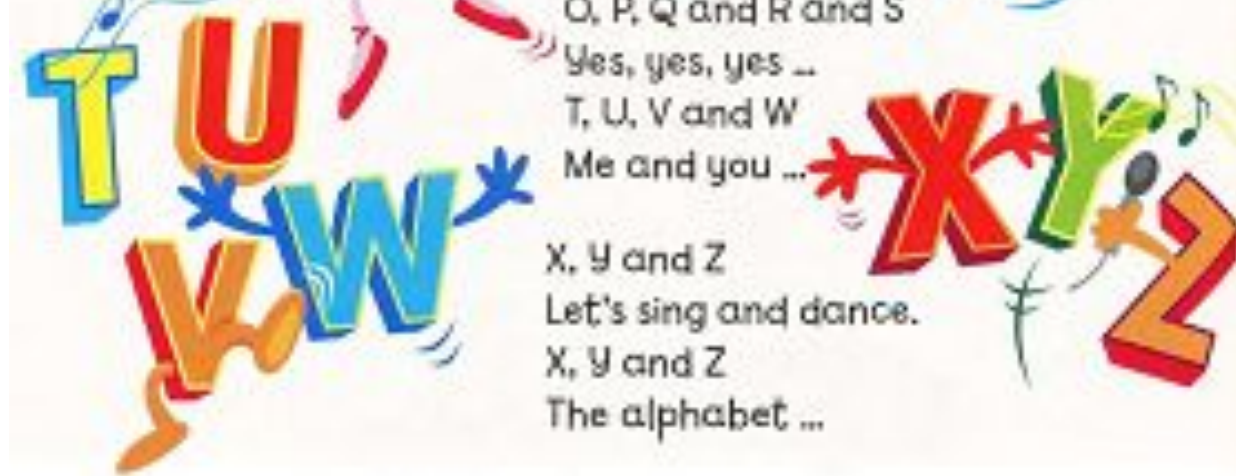 O, P, Q and R and S
Yes, yes, yes ...
T, U, V and W
Me and you ...
X, Y and Z
Let's sing and dance.
X, Y and Z
The alphabet ...
T
U
V
W
X
Y
Z